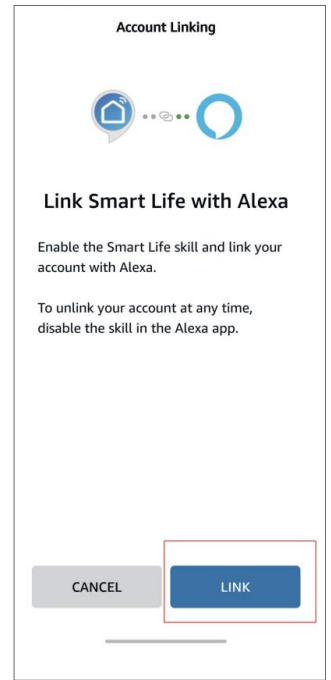 Account Linking
Link Smart Life with Alexa
Enable the Smart Life skill and link your
account with Alexa.
To unlink your account at any time,
disable the skill in the Alexa app.
CANCEL
LINK